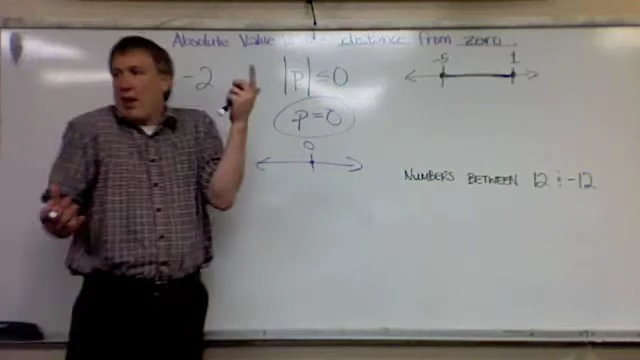 Absolute Value ... distance from zero.
-2 |p| ≤ 0
p = 0
0
-5 1
NUMBERS BETWEEN 12 & -12